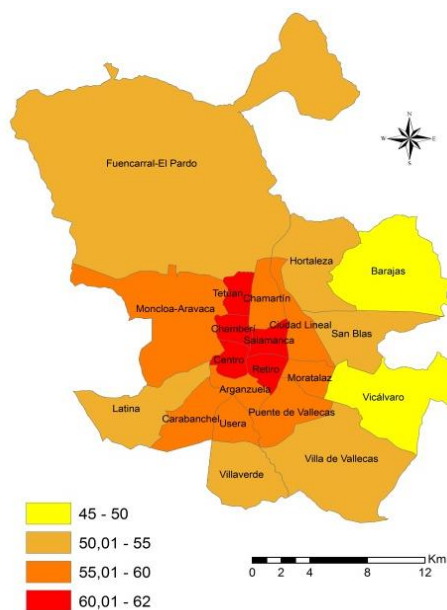 N
W E
S
Fuencarral-El Pardo
Hortaleza
Barajas
Tetuán
Chamartín
Moncloa-Aravaca
Ciudad Lineal
Chamberí
San Blas
Salamanca
Centro
Retiro
Moratalaz
Arganzuela
Vicálvaro
Latina
Carabanchel
Puente de Vallecas
Usera
Villa de Vallecas
Villaverde
45 - 50
50,01 - 55
55,01 - 60
60,01 - 62
Km
0 1 2 4 8 12